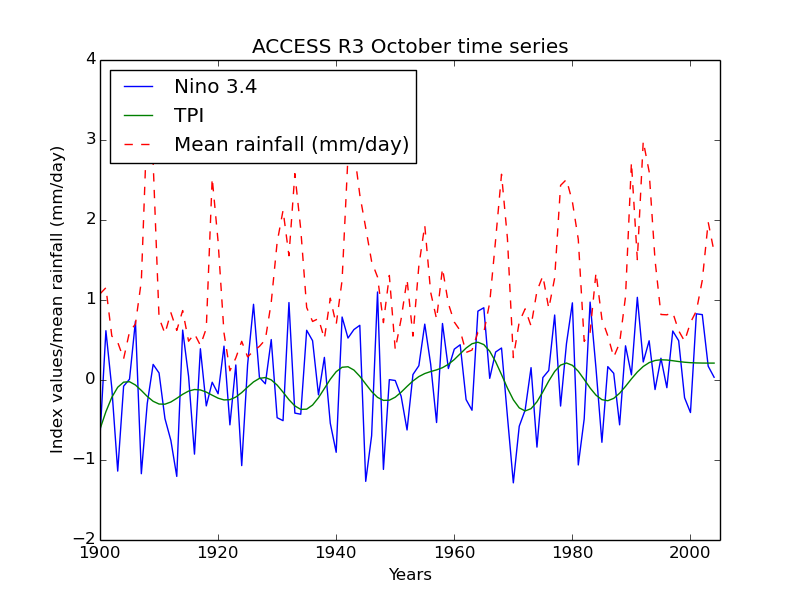 ACCESS R3 October time series
4
3
2
1
0
−1
−2
Index values/mean rainfall (mm/day)
Nino 3.4
TPI
Mean rainfall (mm/day)
1900 1920 1940 1960 1980 2000
Years